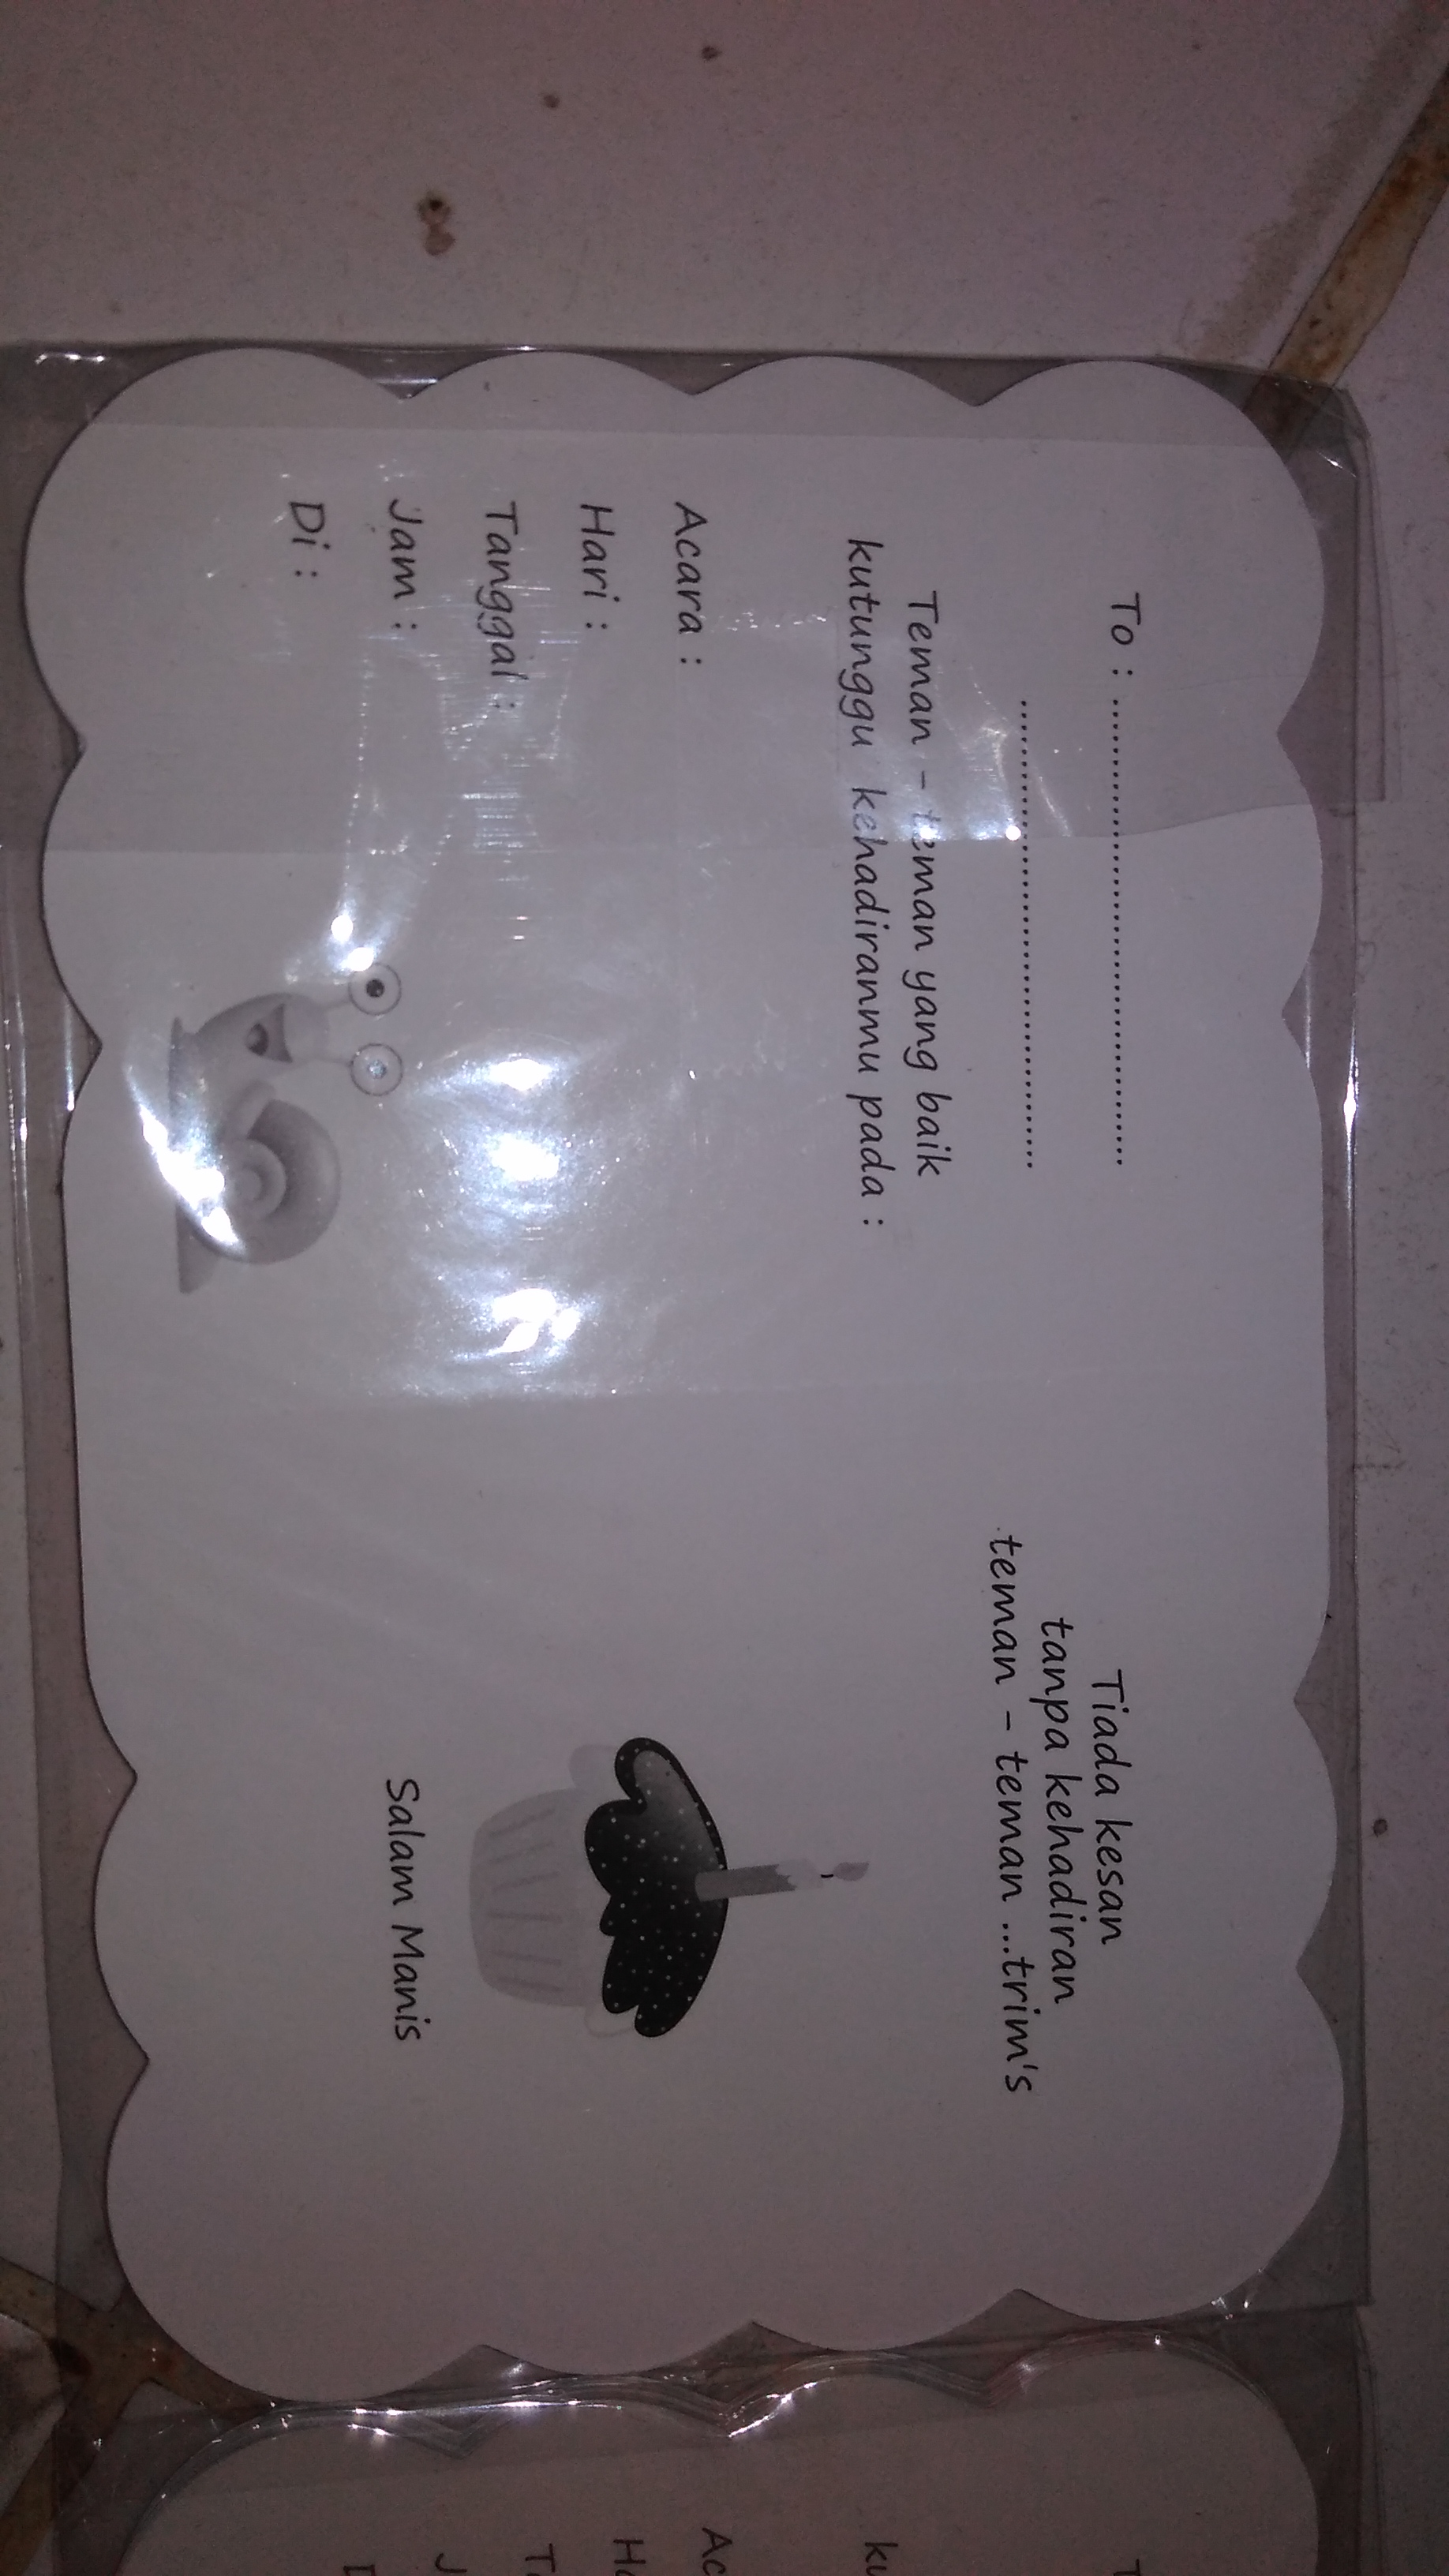 To : ..................................................
..................................................
Teman - teman yang baik
kutunggu kehadiranmu pada :
Acara :
Hari :
Tanggal :
Jam :
Di :
Tiada kesan
tanpa kehadiran
teman - teman ...trim's
Salam Manis